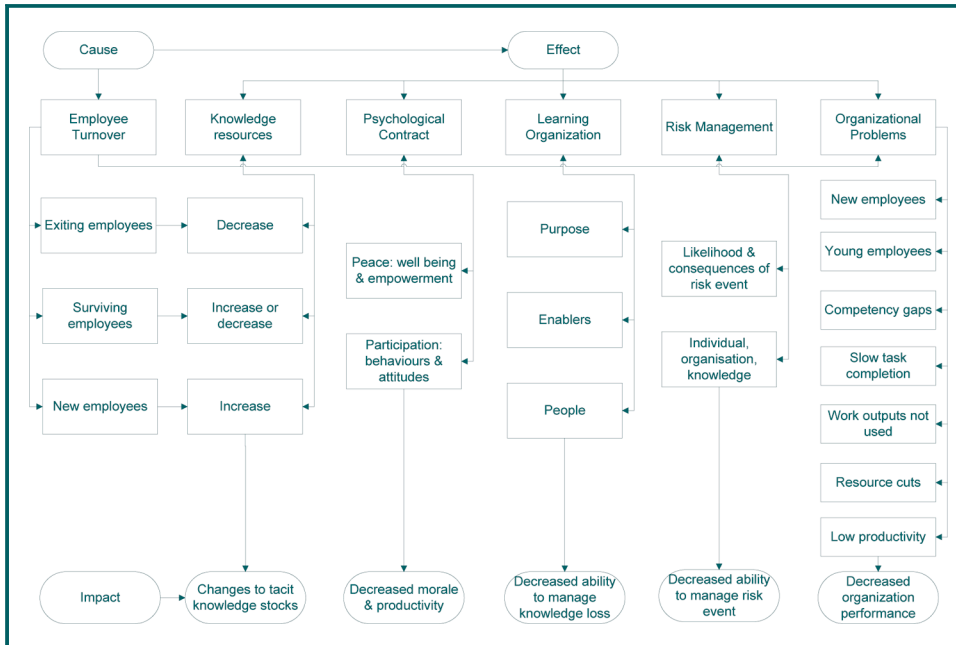 Cause
Effect
Employee
Turnover
Knowledge
resources
Psychological
Contract
Learning
Organization
Risk Management
Organizational
Problems
Exiting employees
Decrease
Surviving
employees
Increase or
decrease
New employees
Increase
Peace: well being
& empowerment
Participation:
behaviours &
attitudes
Purpose
Enablers
People
Likelihood &
consequences of
risk event
Individual,
organisation,
knowledge
New employees
Young employees
Competency gaps
Slow task
completion
Work outputs not
used
Resource cuts
Low productivity
Impact
Changes to tacit
knowledge stocks
Decreased morale
& productivity
Decreased ability
to manage
knowledge loss
Decreased ability
to manage risk
event
Decreased
organization
performance